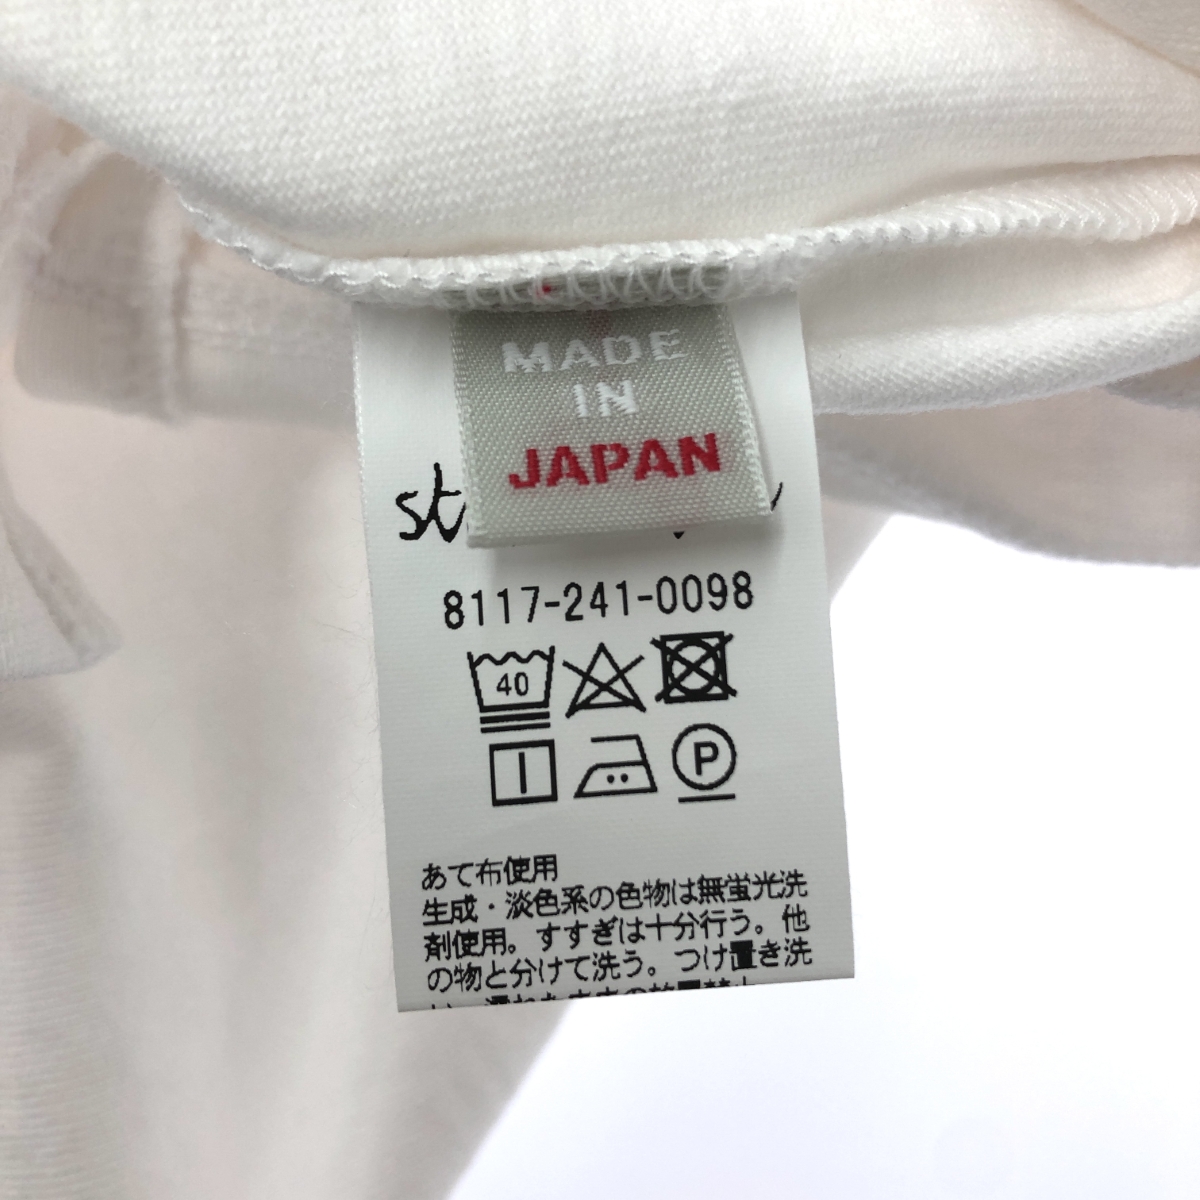 MADE
IN
JAPAN
8117-241-0098
40
P
あて布使用
生成・淡色系の色物は無蛍光洗
剤使用。すすぎは十分行う。他
の物と分けて洗う。つけ置き洗